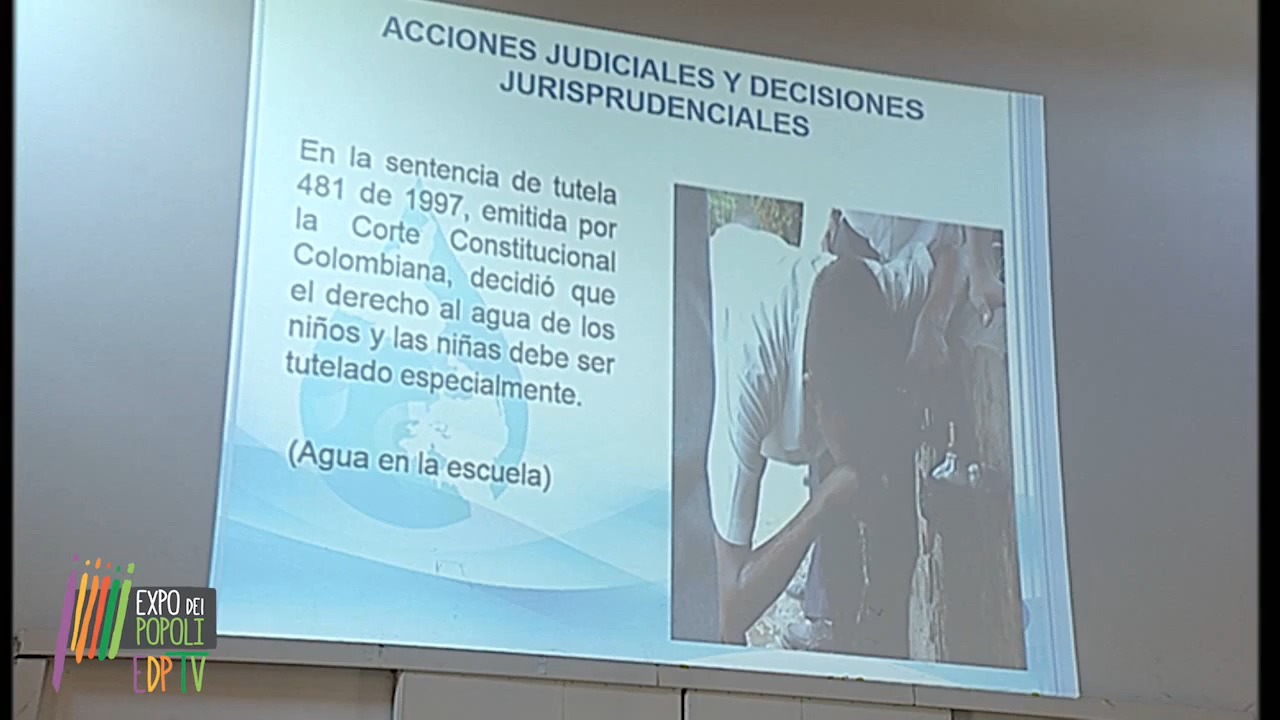 ACCIONES JUDICIALES Y DECISIONES
JURISPRUDENCIALES
En la sentencia de tutela
481 de 1997, emitida por
la Corte Constitucional
Colombiana, decidió que
el derecho al agua de los
niños y las niñas debe ser
tutelado especialmente.
(Agua en la escuela)
EXPO DEI
POPOLI
EDPTV